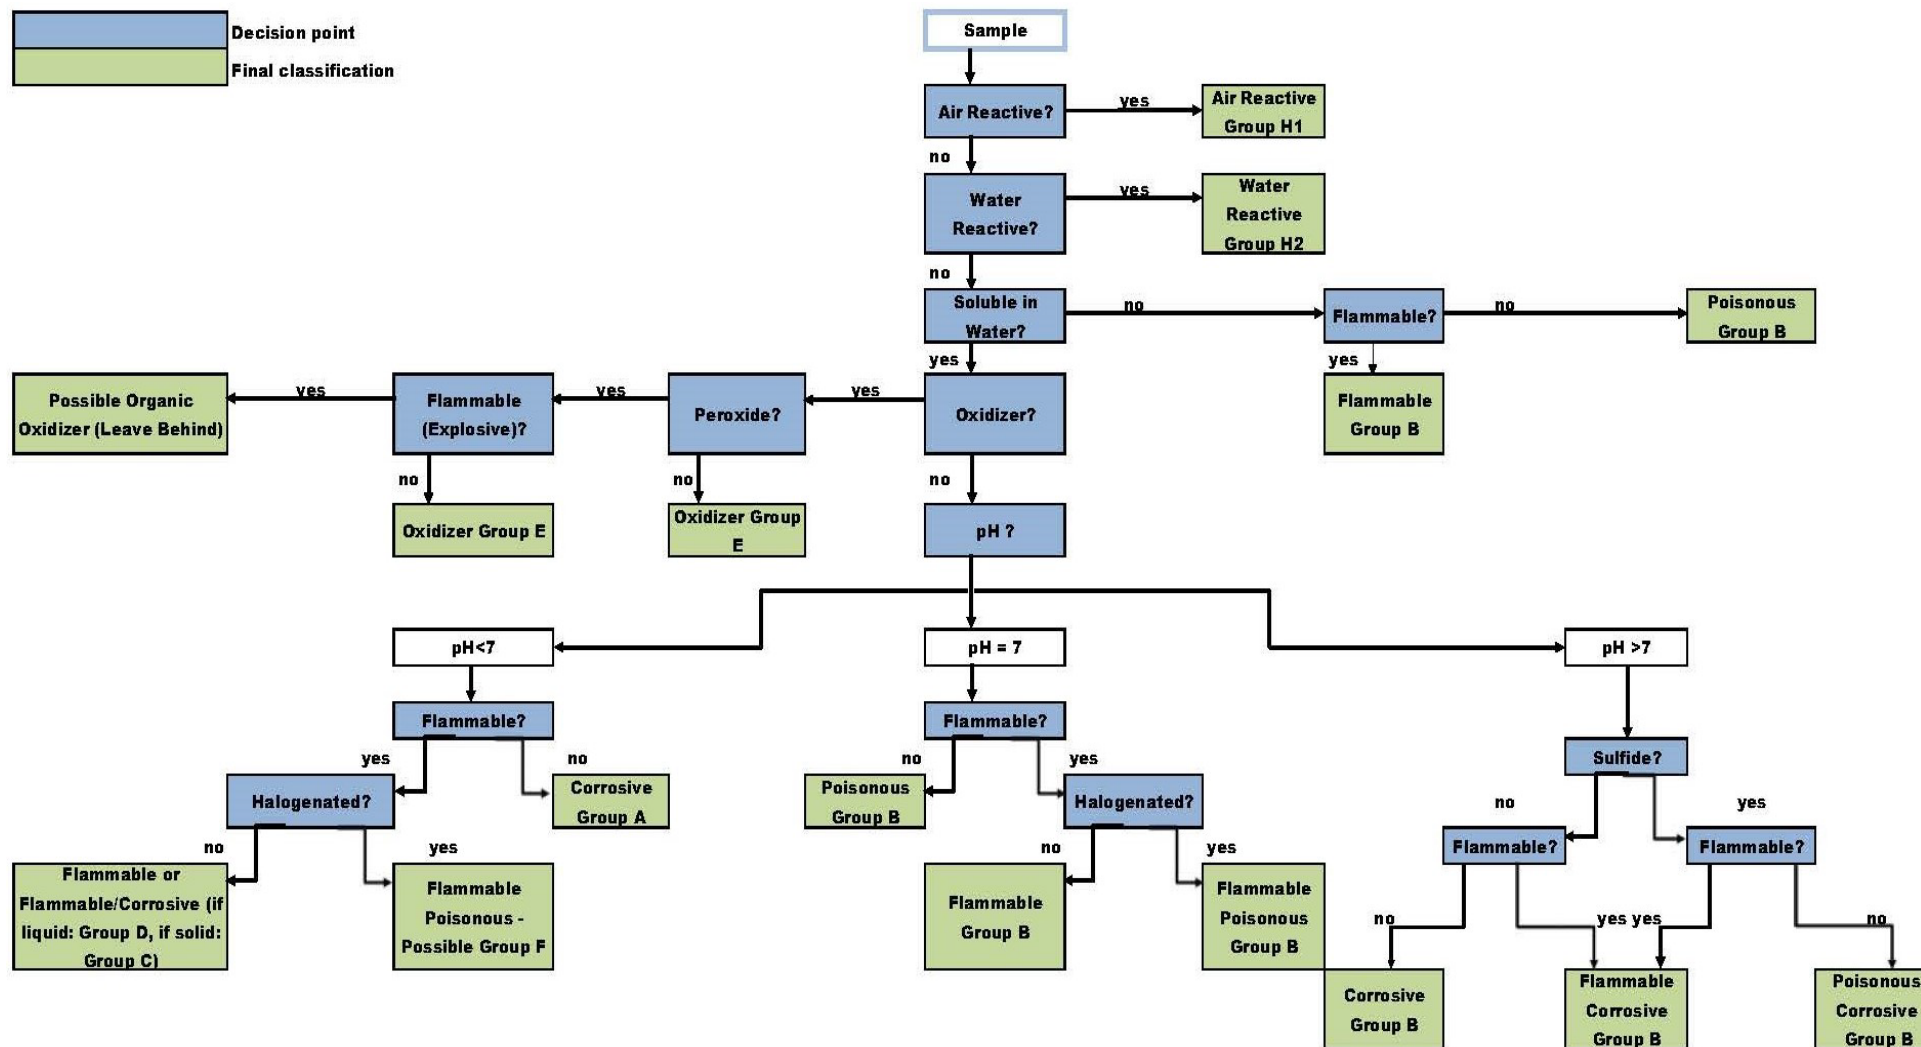 Decision point
Final classification
Sample
Air Reactive?
yes
Air Reactive
Group H1
no
Water
Reactive?
yes
Water
Reactive
Group H2
no
Soluble in
Water?
no
Flammable?
no
Poisonous
Group B
yes
yes
Flammable
Group B
Possible Organic
Oxidizer (Leave Behind)
yes
Flammable
(Explosive)?
yes
Peroxide?
yes
Oxidizer?
no
no
no
Oxidizer Group E
Oxidizer Group
E
pH ?
pH<7
pH = 7
pH >7
Flammable?
Flammable?
Sulfide?
yes
no
no
yes
no
yes
Halogenated?
Corrosive
Group A
Poisonous
Group B
Halogenated?
Flammable?
Flammable?
no
yes
no
yes
Flammable or
Flammable/Corrosive (if
liquid: Group D, if solid:
Group C)
Flammable
Poisonous -
Possible Group F
Flammable
Group B
Flammable
Poisonous
Group B
no
yes yes
no
Corrosive
Group B
Flammable
Corrosive
Group B
Poisonous
Corrosive
Group B